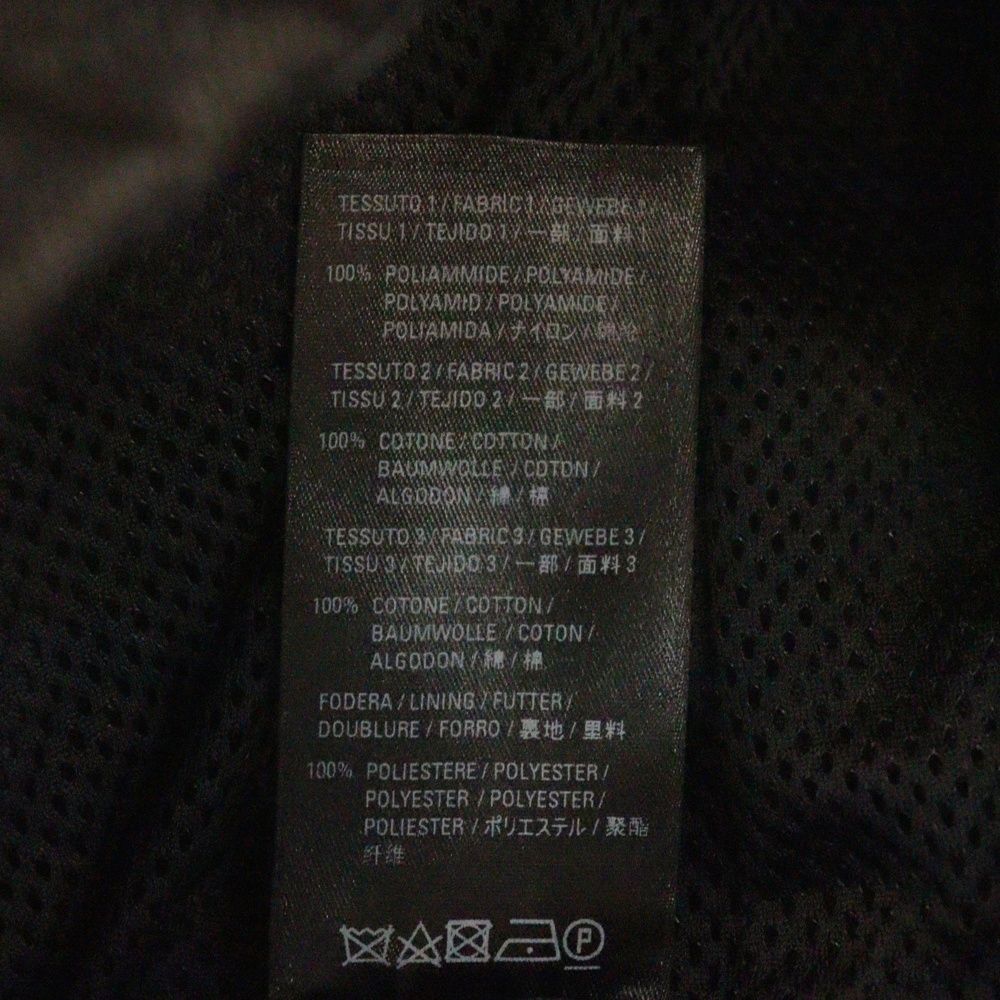 TESSUTO 1 / FABRIC 1 / GEWEBE 1
TISSU 1 / TEJIDO 1 / 一部 / 面料 1
100% POLIAMMIDE / POLYAMIDE /
POLYAMID / POLYAMIDE /
POLIAMIDA / ナイロン / 锦纶
TESSUTO 2 / FABRIC 2 / GEWEBE 2 /
TISSU 2 / TEJIDO 2 / 一部 / 面料 2
100% COTONE / COTTON /
BAUMWOLLE / COTON /
ALGODON / 綿 / 棉
TESSUTO 3 / FABRIC 3 / GEWEBE 3 /
TISSU 3 / TEJIDO 3 / 一部 / 面料 3
100% COTONE / COTTON /
BAUMWOLLE / COTON /
ALGODON / 綿 / 棉
FODERA / LINING / FUTTER /
DOUBLURE / FORRO / 裏地 / 里料
100% POLIESTERE / POLYESTER /
POLYESTER / POLYESTER /
POLIESTER / ポリエステル / 聚酯
纤维
P